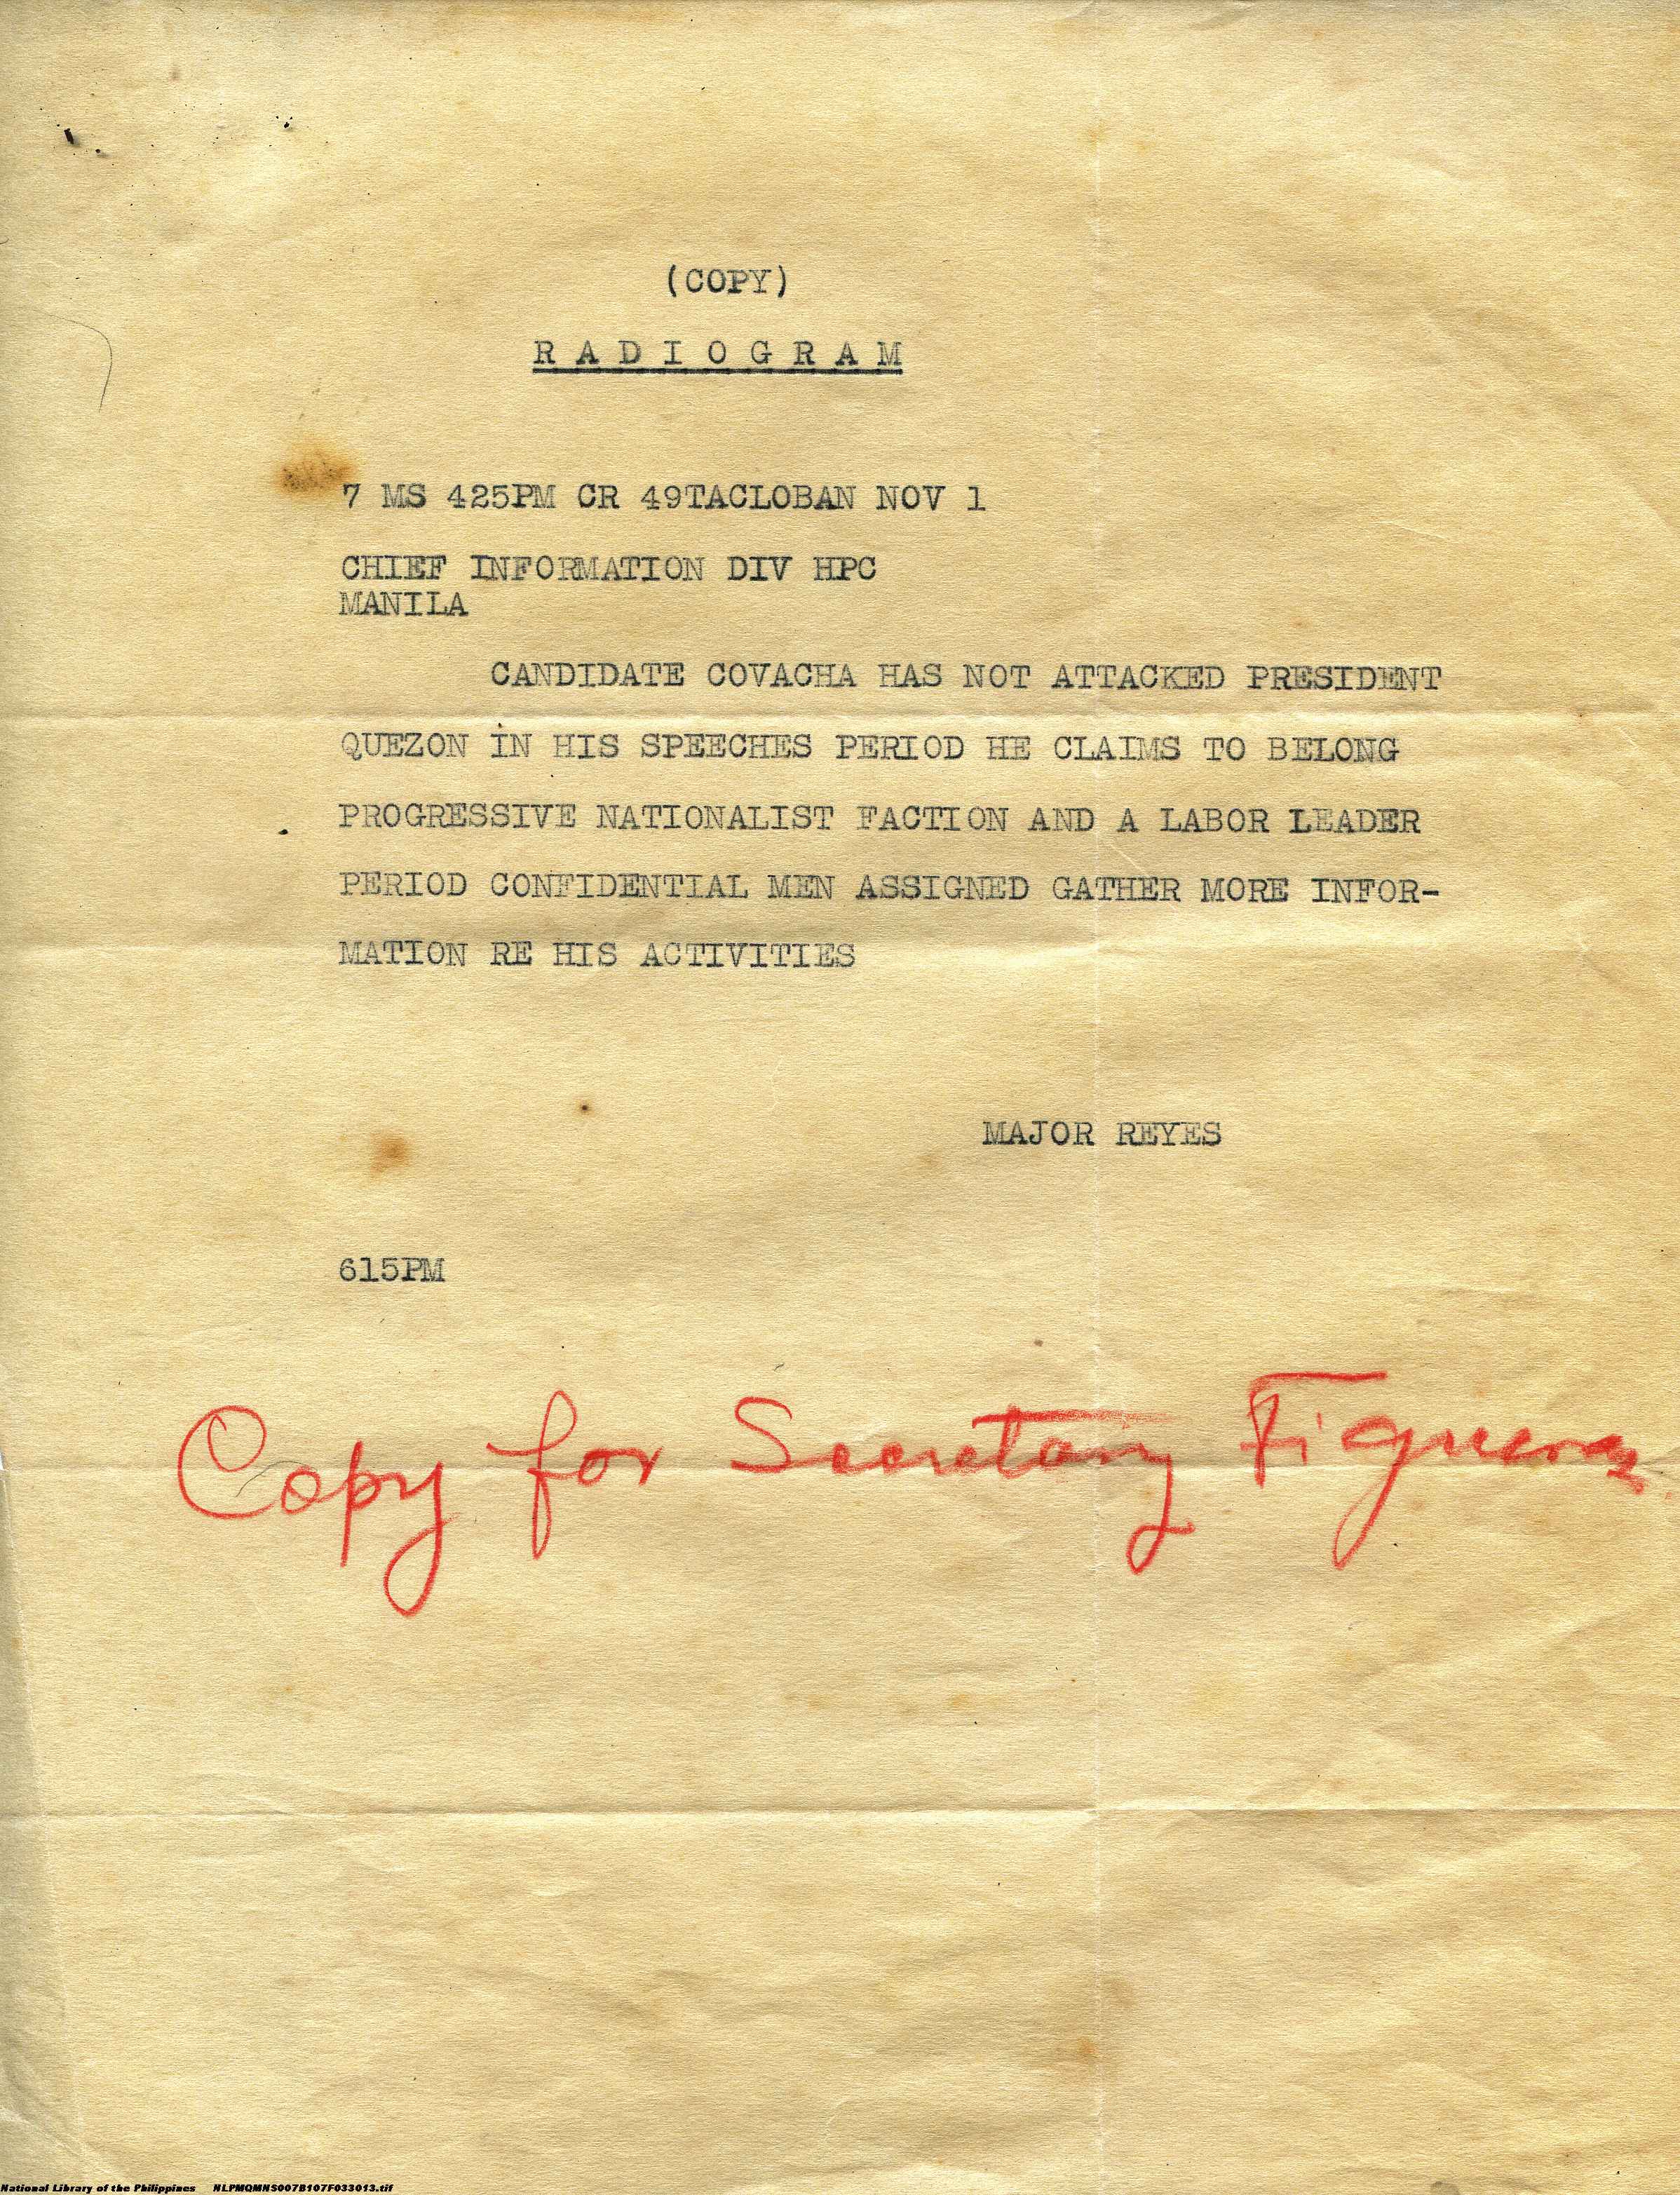 (COPY)
R A D I O G R A M
7 MS 425PM CR 49TACLOBAN NOV 1
CHIEF INFORMATION DIV HPC
MANILA
CANDIDATE COVACHA HAS NOT ATTACKED PRESIDENT
QUEZON IN HIS SPEECHES PERIOD HE CLAIMS TO BELONG
PROGRESSIVE NATIONALIST FACTION AND A LABOR LEADER
PERIOD CONFIDENTIAL MEN ASSIGNED GATHER MORE INFOR-
MATION RE HIS ACTIVITIES
MAJOR REYES
615PM
Copy for Secretary Figueras
National Library of the Philippines NLPMQMNS007B107F033013.tif